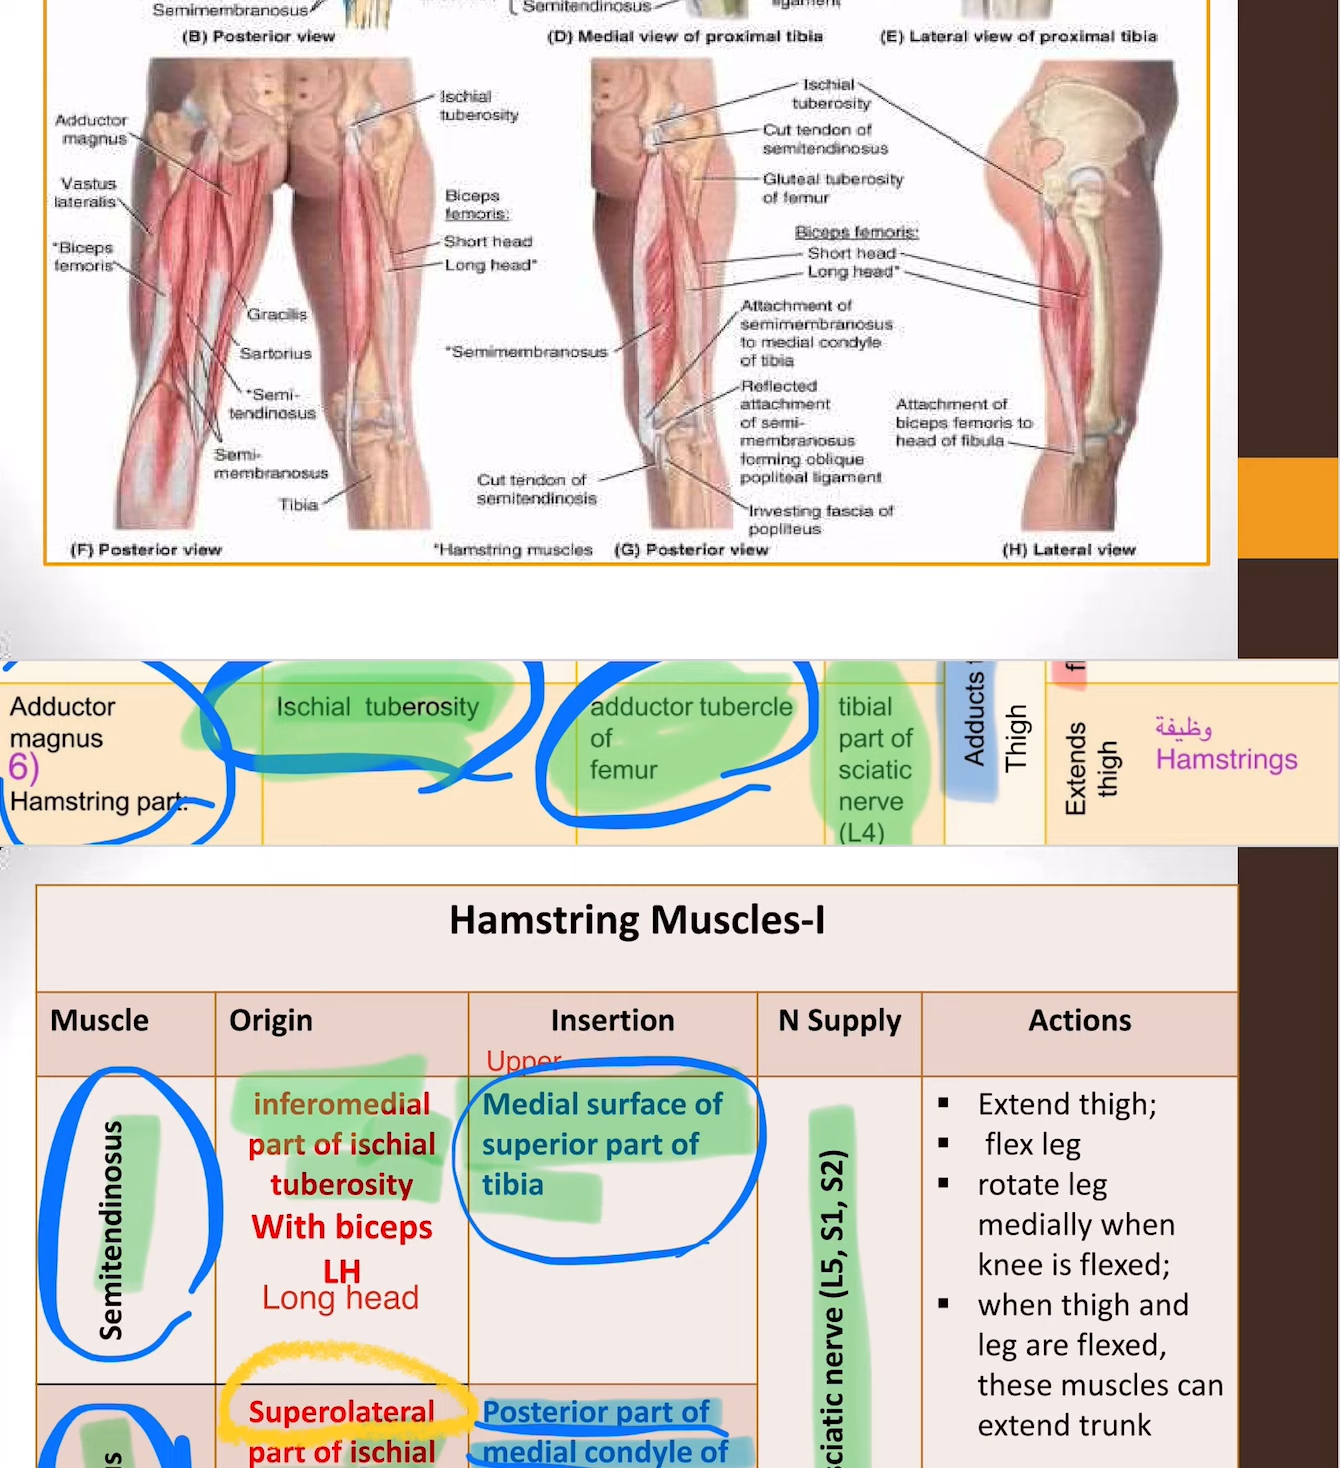 Semimembranosus
Semitendinosus
ligament
(B) Posterior view
(D) Medial view of proximal tibia
(E) Lateral view of proximal tibia
Adductor
magnus
Vastus
lateralis
*Biceps
femoris
Ischial
tuberosity
Biceps
femoris:
Short head
Long head*
Gracilis
Sartorius
*Semi-
tendinosus
Semi-
membranosus
Tibia
(F) Posterior view
Ischial
tuberosity
Cut tendon of
semitendinosus
Gluteal tuberosity
of femur
Biceps femoris:
Short head
Long head*
Attachment of
semimembranosus
to medial condyle
of tibia
*Semimembranosus
Reflected
attachment
of semi-
membranosus
forming oblique
popliteal ligament
Cut tendon of
semitendinosis
Investing fascia of
popliteus
Attachment of
biceps femoris to
head of fibula
*Hamstring muscles
(G) Posterior view
(H) Lateral view
Adductor
magnus
6)
Hamstring part:
Ischial tuberosity
adductor tubercle
of
femur
tibial
part of
sciatic
nerve
(L4)
Adducts
Thigh
Extends
thigh
وظيفة
Hamstrings
Hamstring Muscles-I
Muscle
Origin
Insertion
N Supply
Actions
Upper
Semitendinosus
inferomedial
part of ischial
tuberosity
With biceps
LH
Long head
Medial surface of
superior part of
tibia
sciatic nerve (L5, S1, S2)
▪ Extend thigh;
▪ flex leg
▪ rotate leg
medially when
knee is flexed;
▪ when thigh and
leg are flexed,
these muscles can
extend trunk
Superolateral
part of ischial
Posterior part of
medial condyle of